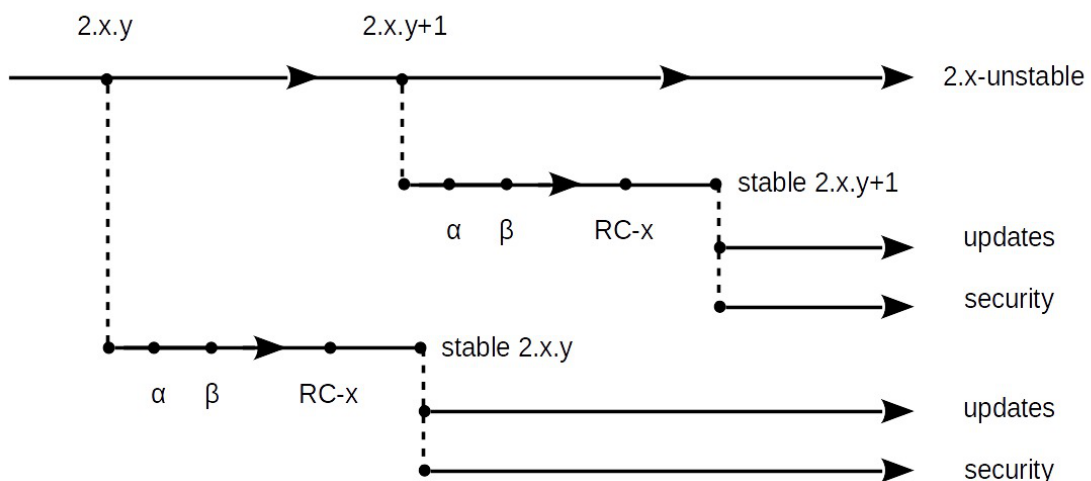 2.x.y 2.x.y+1
2.x-unstable
stable 2.x.y+1
α β RC-x
updates
security
stable 2.x.y
α β RC-x
updates
security